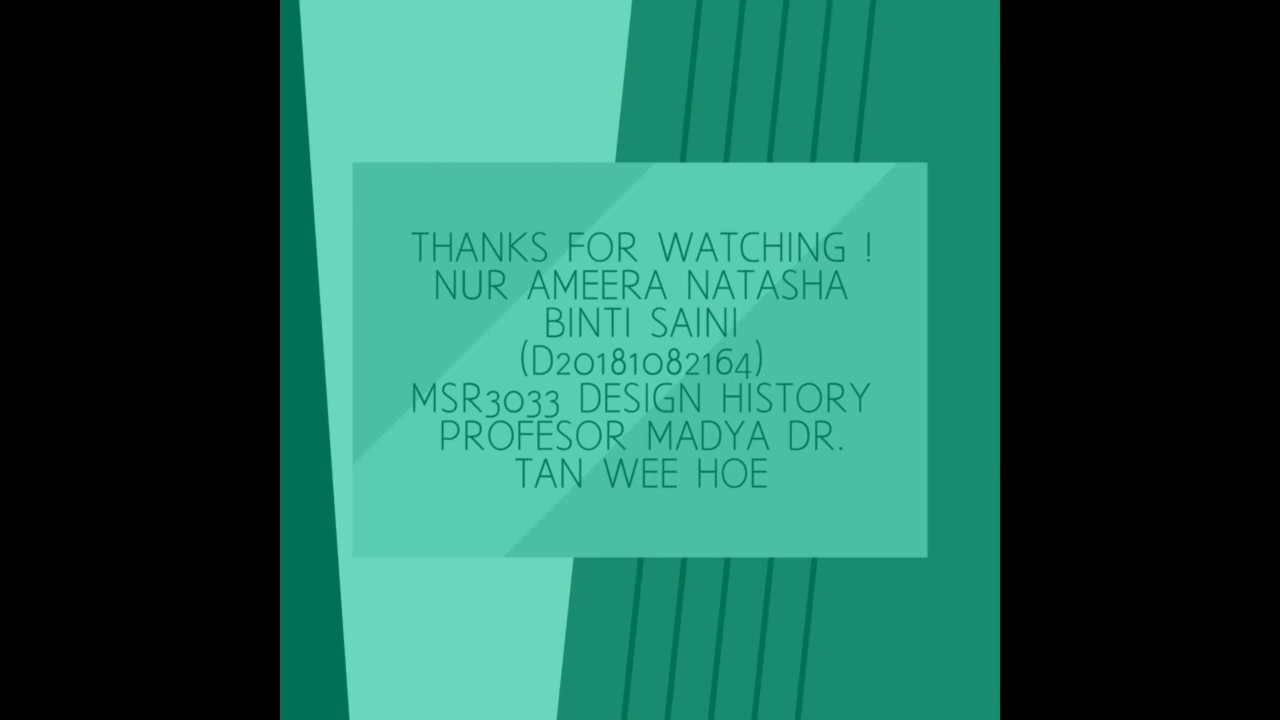 THANKS FOR WATCHING !
NUR AMEERA NATASHA
BINTI SAINI
(D20181082164)
MSR3033 DESIGN HISTORY
PROFESOR MADYA DR.
TAN WEE HOE